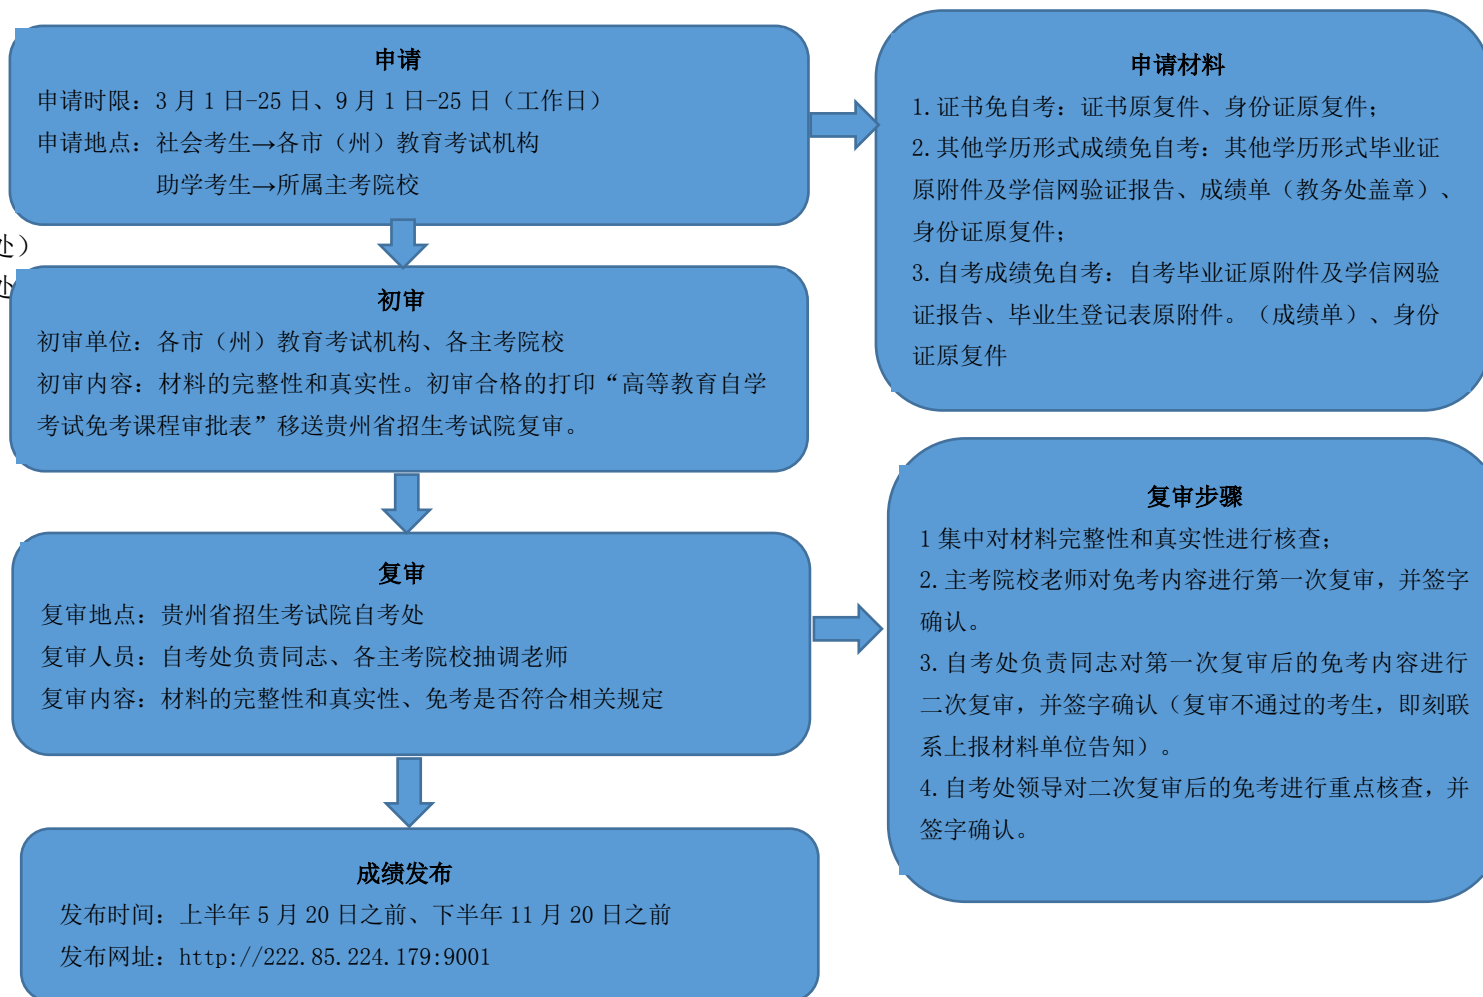 申请
申请时限：3 月 1 日-25 日、9 月 1 日-25 日（工作日）
申请地点：社会考生→各市（州）教育考试机构
助学考生→所属主考院校
处）
处
初审
初审单位：各市（州）教育考试机构、各主考院校
初审内容：材料的完整性和真实性。初审合格的打印“高等教育自学
考试免考课程审批表”移送贵州省招生考试院复审。
复审
复审地点：贵州省招生考试院自考处
复审人员：自考处负责同志、各主考院校抽调老师
复审内容：材料的完整性和真实性、免考是否符合相关规定
成绩发布
发布时间：上半年 5 月 20 日之前、下半年 11 月 20 日之前
发布网址：http://222.85.224.179:9001
申请材料
1.证书免自考：证书原复件、身份证原复件；
2.其他学历形式成绩免自考：其他学历形式毕业证
原附件及学信网验证报告、成绩单（教务处盖章）、
身份证原复件；
3.自考成绩免自考：自考毕业证原附件及学信网验
证报告、毕业生登记表原附件。（成绩单）、身份
证原复件
复审步骤
1 集中对材料完整性和真实性进行核查；
2.主考院校老师对免考内容进行第一次复审，并签字
确认。
3.自考处负责同志对第一次复审后的免考内容进行
二次复审，并签字确认（复审不通过的考生，即刻联
系上报材料单位告知）。
4.自考处领导对二次复审后的免考进行重点核查，并
签字确认。